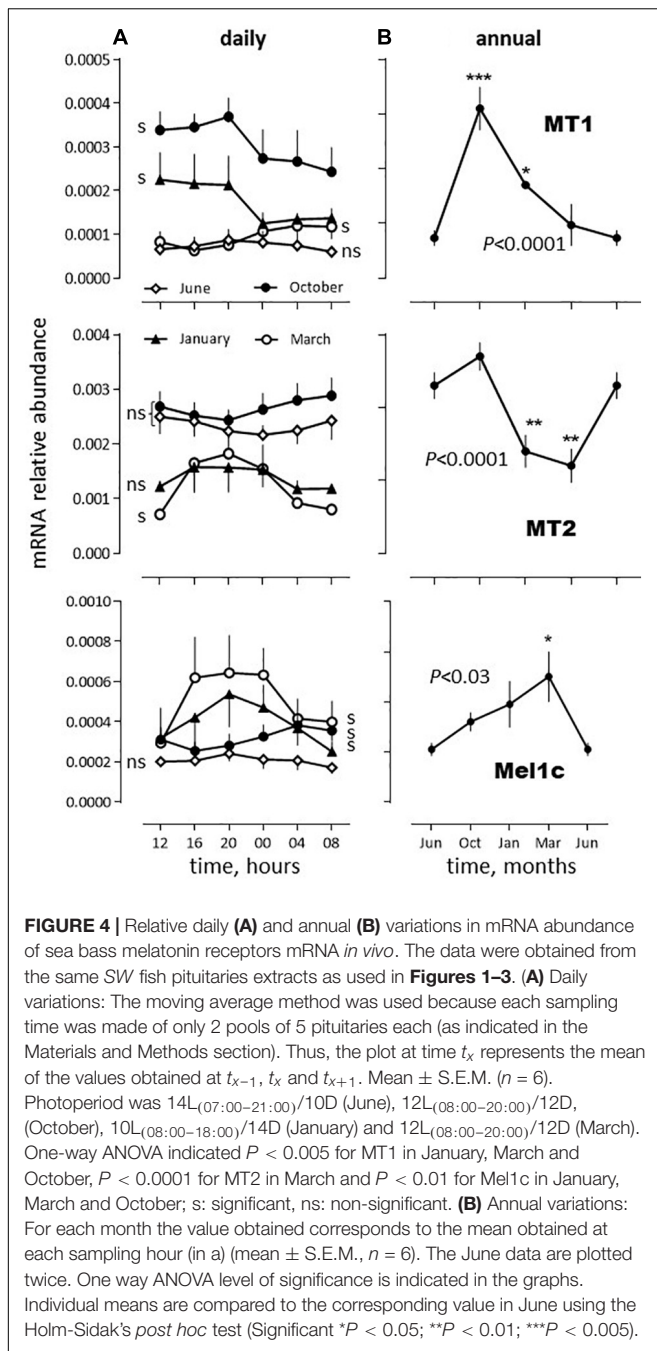 A daily B annual
0.0005
0.0004
0.0003
0.0002
0.0001
0.0000
s
s
s
ns
June October
***
*
MT1
P<0.0001
January March
0.004
0.003
0.002
0.001
0.000
ns
ns
s
**
**
P<0.0001
MT2
mRNA relative abundance
0.0010
0.0008
0.0006
0.0004
0.0002
0.0000
ns
s
s
s
*
P<0.03
Mel1c
12 16 20 00 04 08
time, hours
Jun Oct Jan Mar Jun
time, months
FIGURE 4 | Relative daily (A) and annual (B) variations in mRNA abundance
of sea bass melatonin receptors mRNA in vivo. The data were obtained from
the same SW fish pituitaries extracts as used in Figures 1–3. (A) Daily
variations: The moving average method was used because each sampling
time was made of only 2 pools of 5 pituitaries each (as indicated in the
Materials and Methods section). Thus, the plot at time tx represents the mean
of the values obtained at tx−1, tx and tx+1. Mean ± S.E.M. (n = 6).
Photoperiod was 14L(07:00–21:00)/10D (June), 12L(08:00–20:00)/12D,
(October), 10L(08:00–18:00)/14D (January) and 12L(08:00–20:00)/12D (March).
One-way ANOVA indicated P < 0.005 for MT1 in January, March and
October, P < 0.0001 for MT2 in March and P < 0.01 for Mel1c in January,
March and October; s: significant, ns: non-significant. (B) Annual variations:
For each month the value obtained corresponds to the mean obtained at
each sampling hour (in a) (mean ± S.E.M., n = 6). The June data are plotted
twice. One way ANOVA level of significance is indicated in the graphs.
Individual means are compared to the corresponding value in June using the
Holm-Sidak's post hoc test (Significant *P < 0.05; **P < 0.01; ***P < 0.005).